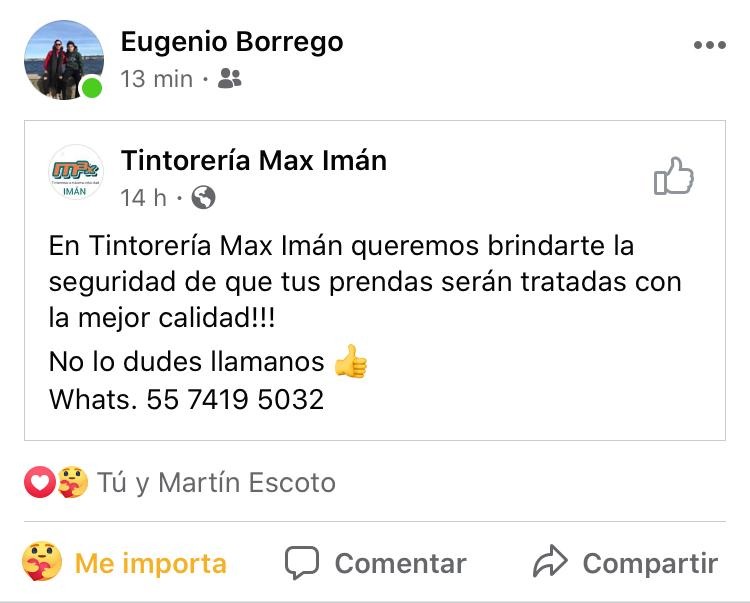 Eugenio Borrego
13 min ·
Tintorería Max Imán
14 h ·
MAX
IMÁN
En Tintorería Max Imán queremos brindarte la
seguridad de que tus prendas serán tratadas con
la mejor calidad!!!
No lo dudes llamanos 👍
Whats. 55 7419 5032
Tú y Martín Escoto
Me importa
Comentar
Compartir